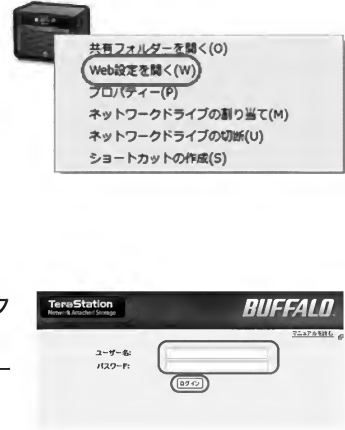 共有フォルダーを開く(O)
Web設定を開く(W)
プロパティー(P)
ネットワークドライブの割り当て(M)
ネットワークドライブの切断(U)
ショートカットの作成(S)
ク
TeraStation
Network Attached Storage
BUFFALO
マニュアルを読む
ユーザー名:
パスワード:
ログイン